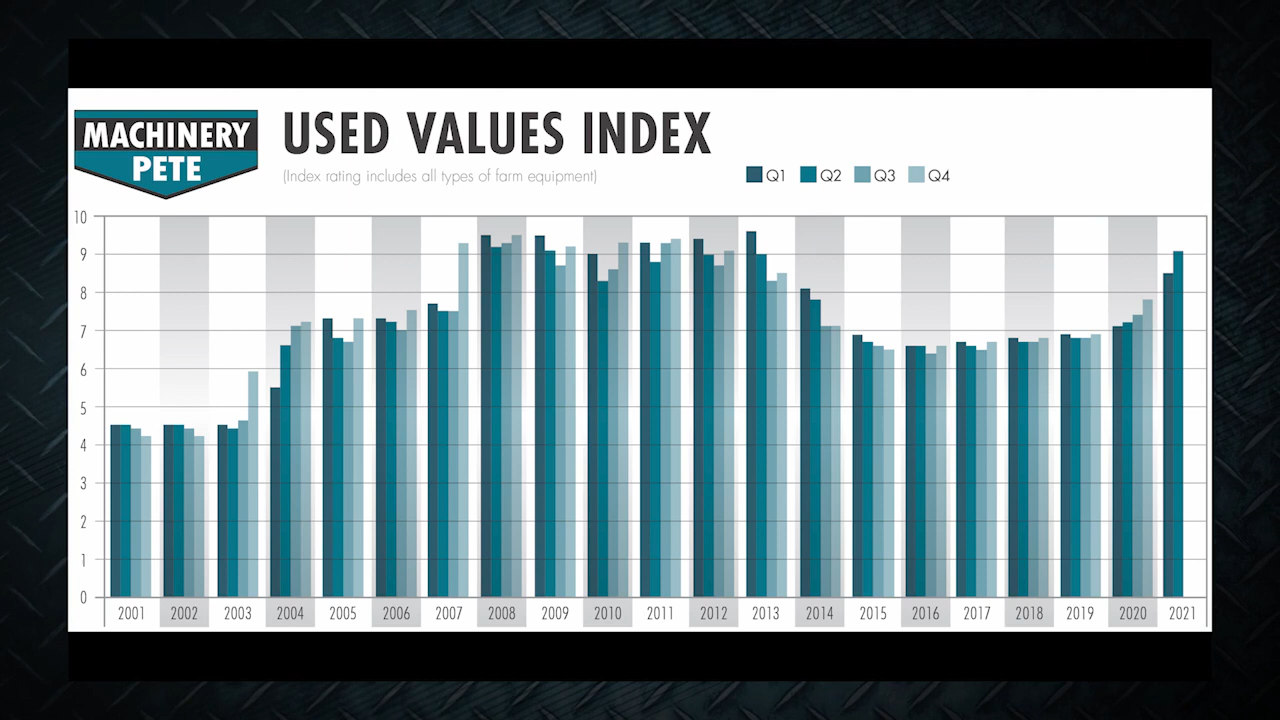 MACHINERY
PETE
USED VALUES INDEX
(Index rating includes all types of farm equipment)
Q1 Q2 Q3 Q4
10
9
8
7
6
5
4
3
2
1
0
2001 2002 2003 2004 2005 2006 2007 2008 2009 2010 2011 2012 2013 2014 2015 2016 2017 2018 2019 2020 2021